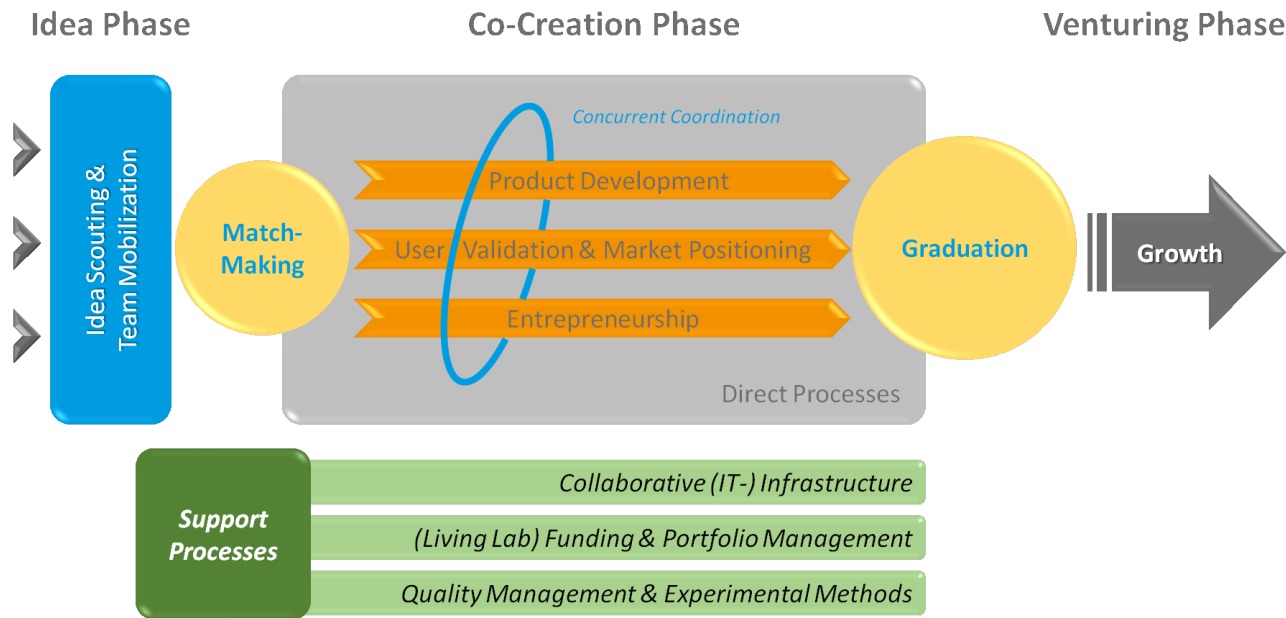 Idea Phase
Co-Creation Phase
Venturing Phase
Idea Scouting &
Team Mobilization
Match-
Making
Concurrent Coordination
Product Development
User Validation & Market Positioning
Entrepreneurship
Direct Processes
Graduation
Growth
Support
Processes
Collaborative (IT-) Infrastructure
(Living Lab) Funding & Portfolio Management
Quality Management & Experimental Methods